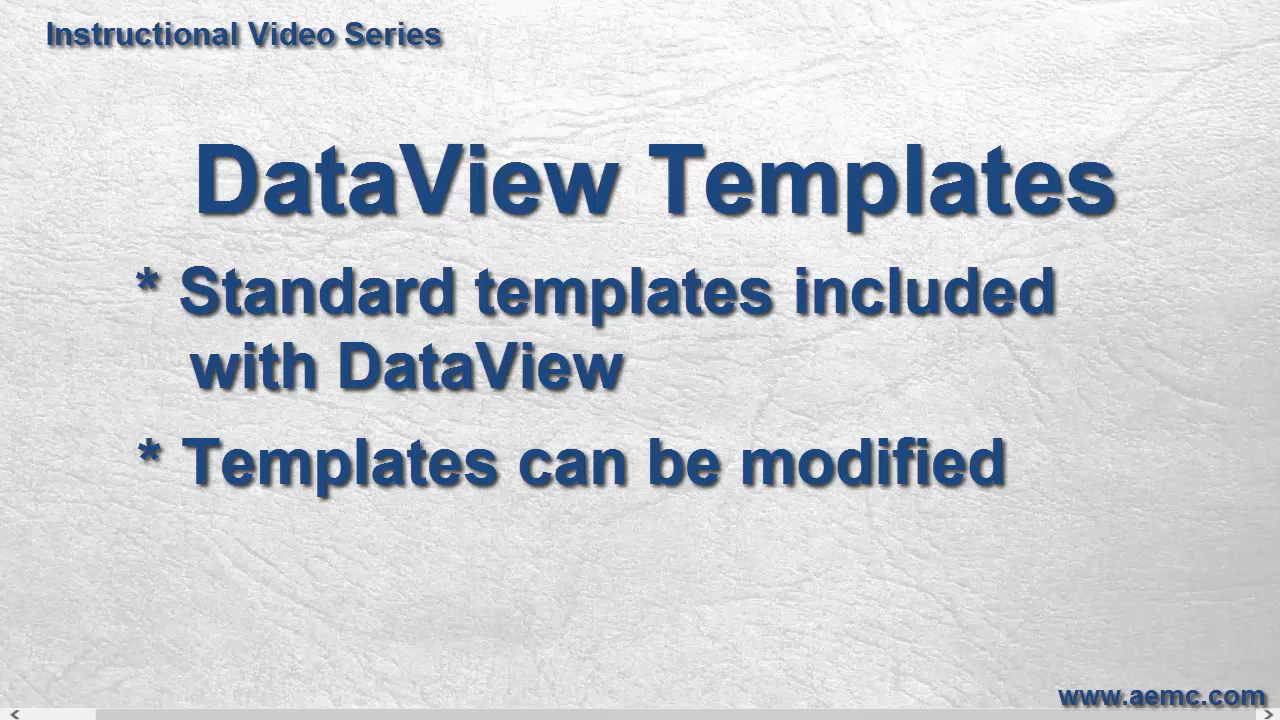 Instructional Video Series
DataView Templates
* Standard templates included
with DataView
* Templates can be modified
www.aemc.com